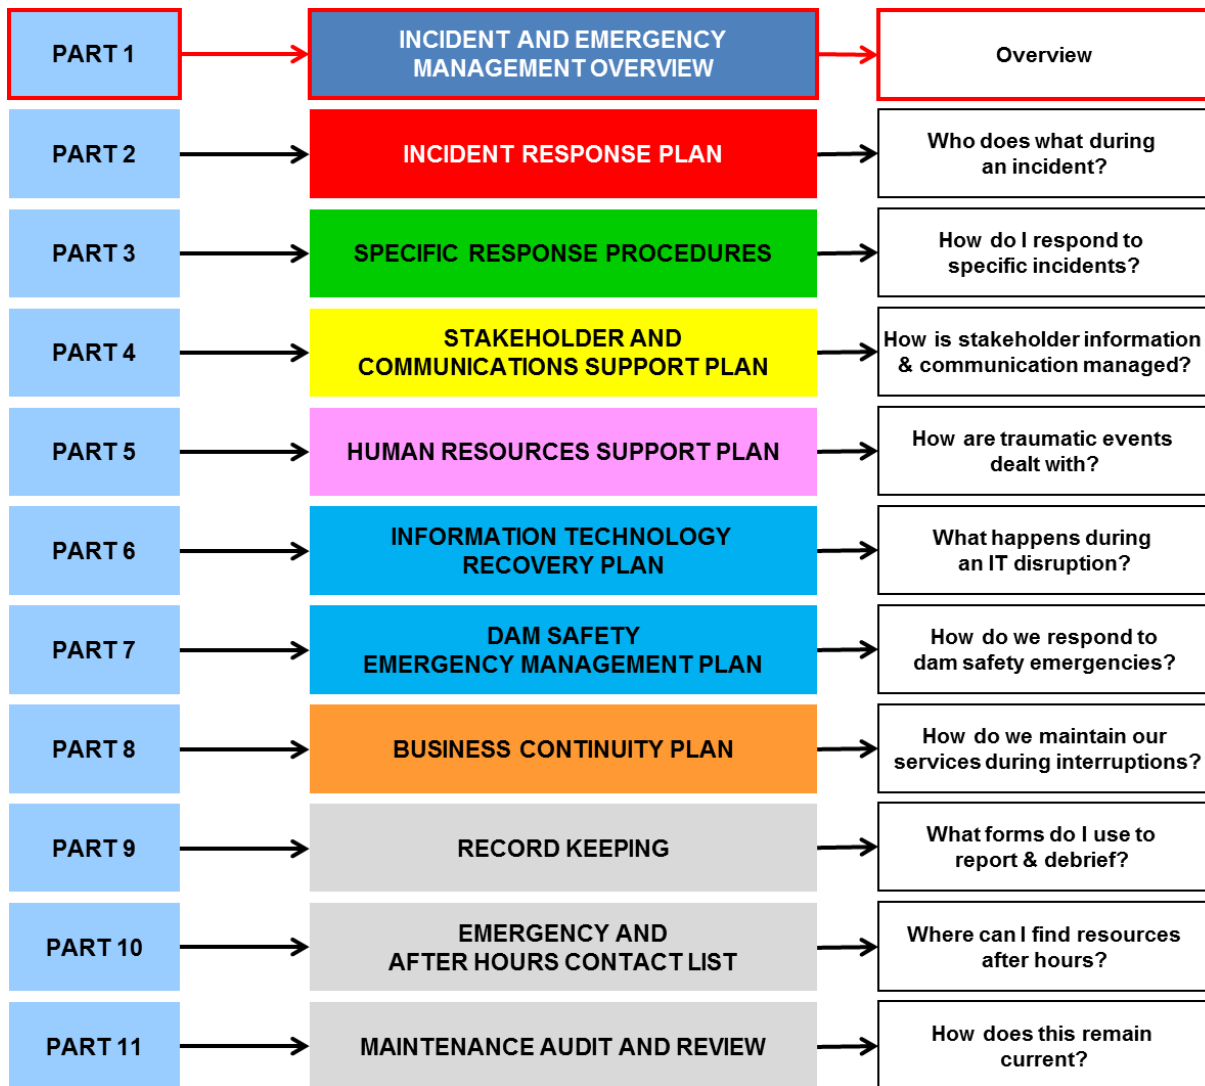 PART 1
INCIDENT AND EMERGENCY
MANAGEMENT OVERVIEW
Overview
PART 2
INCIDENT RESPONSE PLAN
Who does what during
an incident?
PART 3
SPECIFIC RESPONSE PROCEDURES
How do I respond to
specific incidents?
PART 4
STAKEHOLDER AND
COMMUNICATIONS SUPPORT PLAN
How is stakeholder information
& communication managed?
PART 5
HUMAN RESOURCES SUPPORT PLAN
How are traumatic events
dealt with?
PART 6
INFORMATION TECHNOLOGY
RECOVERY PLAN
What happens during
an IT disruption?
PART 7
DAM SAFETY
EMERGENCY MANAGEMENT PLAN
How do we respond to
dam safety emergencies?
PART 8
BUSINESS CONTINUITY PLAN
How do we maintain our
services during interruptions?
PART 9
RECORD KEEPING
What forms do I use to
report & debrief?
PART 10
EMERGENCY AND
AFTER HOURS CONTACT LIST
Where can I find resources
after hours?
PART 11
MAINTENANCE AUDIT AND REVIEW
How does this remain
current?